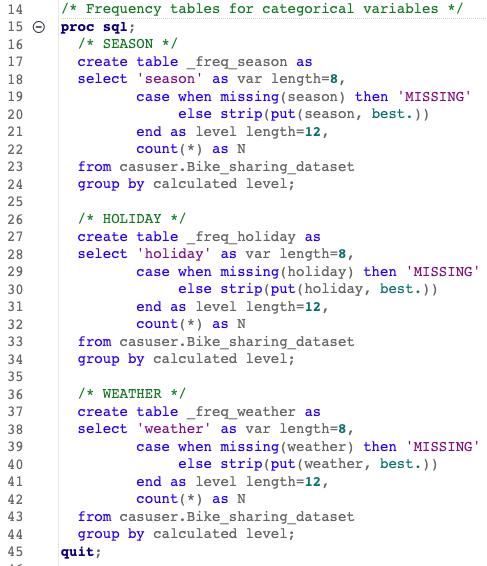 14 /* Frequency tables for categorical variables */
15 proc sql;
16 /* SEASON */
17 create table _freq_season as
18 select 'season' as var length=8,
19 case when missing(season) then 'MISSING'
20 else strip(put(season, best.))
21 end as level length=12,
22 count(*) as N
23 from casuser.Bike_sharing_dataset
24 group by calculated level;
25
26 /* HOLIDAY */
27 create table _freq_holiday as
28 select 'holiday' as var length=8,
29 case when missing(holiday) then 'MISSING'
30 else strip(put(holiday, best.))
31 end as level length=12,
32 count(*) as N
33 from casuser.Bike_sharing_dataset
34 group by calculated level;
35
36 /* WEATHER */
37 create table _freq_weather as
38 select 'weather' as var length=8,
39 case when missing(weather) then 'MISSING'
40 else strip(put(weather, best.))
41 end as level length=12,
42 count(*) as N
43 from casuser.Bike_sharing_dataset
44 group by calculated level;
45 quit;